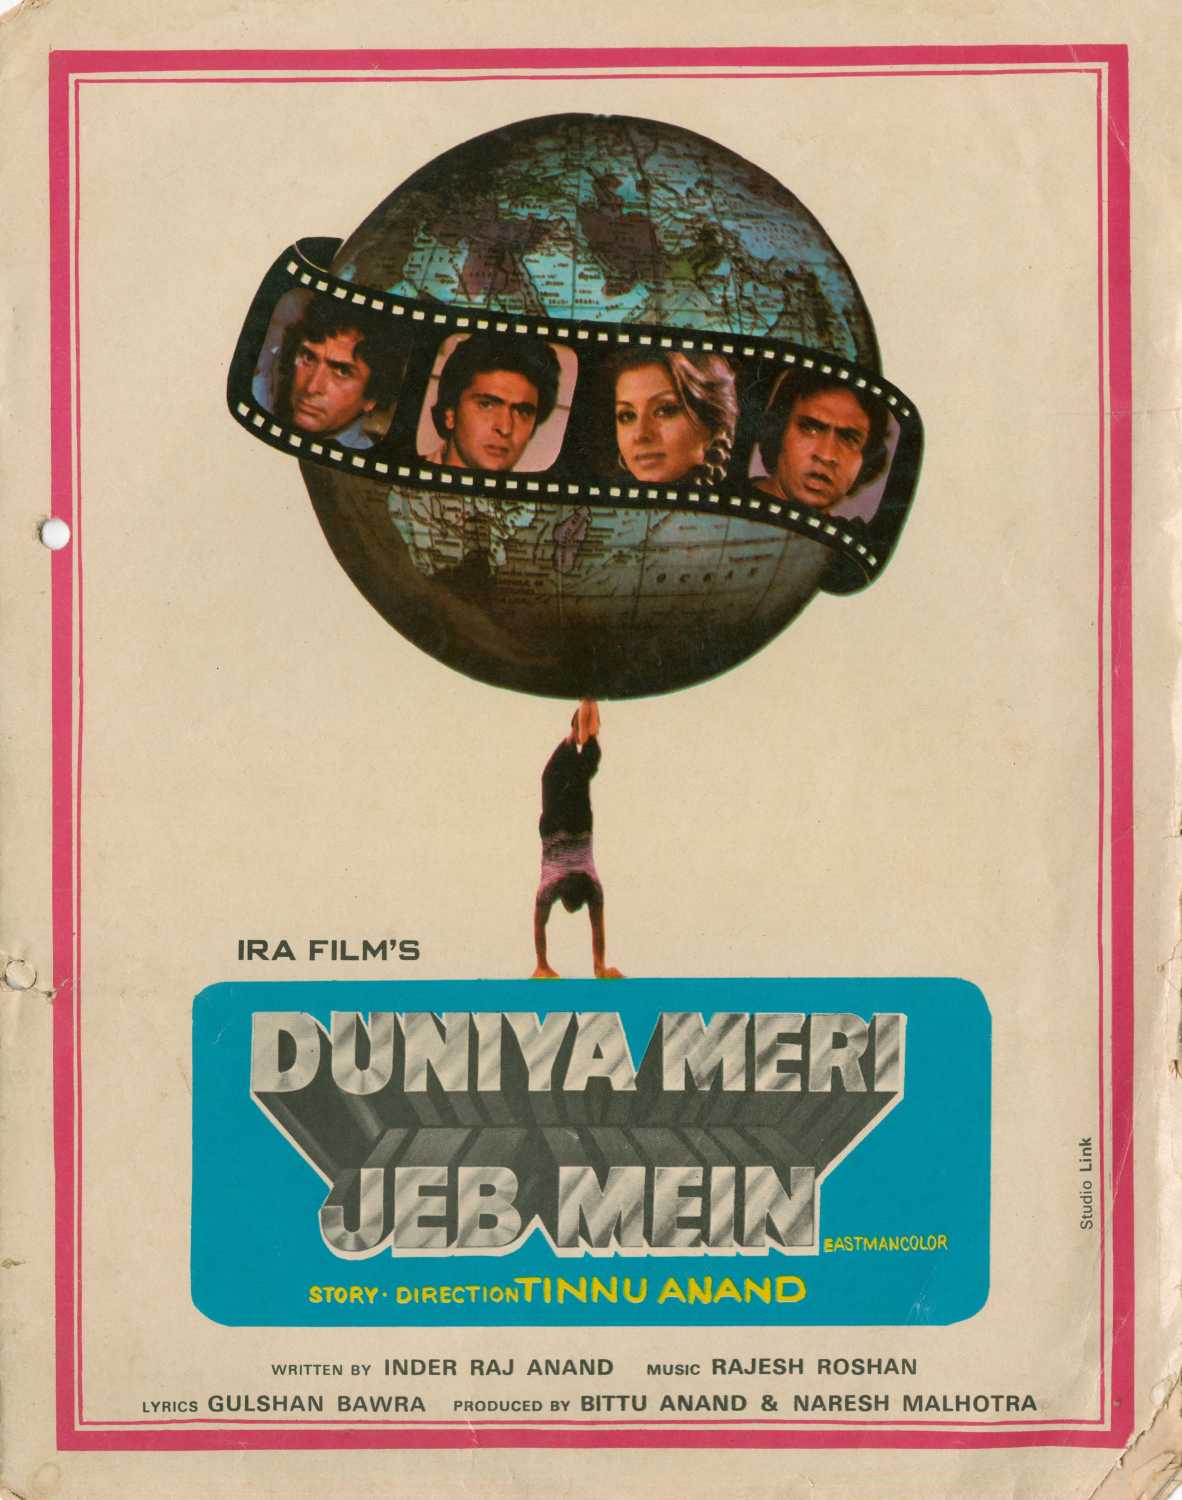 IRA FILM'S
DUNIYA MERI
JEB MEIN
EASTMANCOLOR
STORY · DIRECTION TINNU ANAND
Studio Link
WRITTEN BY INDER RAJ ANAND MUSIC RAJESH ROSHAN
LYRICS GULSHAN BAWRA PRODUCED BY BITTU ANAND & NARESH MALHOTRA